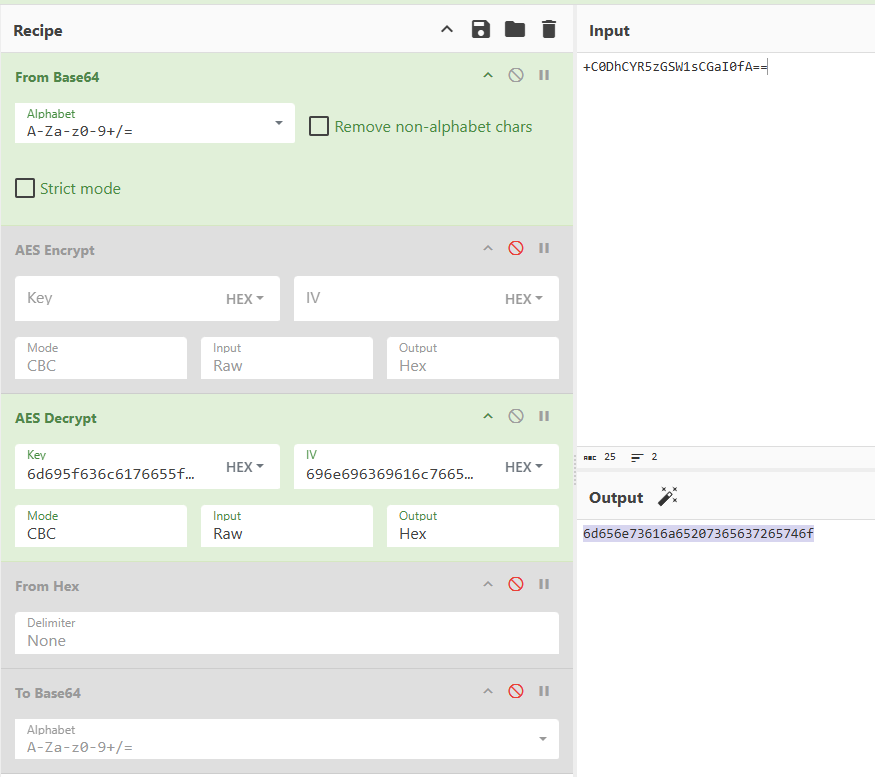 Recipe
From Base64
Alphabet
A-Za-z0-9+/=
Remove non-alphabet chars
Strict mode
AES Encrypt
Key
HEX
IV
HEX
Mode
CBC
Input
Raw
Output
Hex
AES Decrypt
Key
6d695f636c6176655f...
HEX
IV
696e696369616c7665...
HEX
Mode
CBC
Input
Raw
Output
Hex
From Hex
Delimiter
None
To Base64
Alphabet
A-Za-z0-9+/=
Input
+C0DhCYR5zGSW1sCGaI0fA==
ABC 25 2
Output
6d656e73616a65207365637265746f